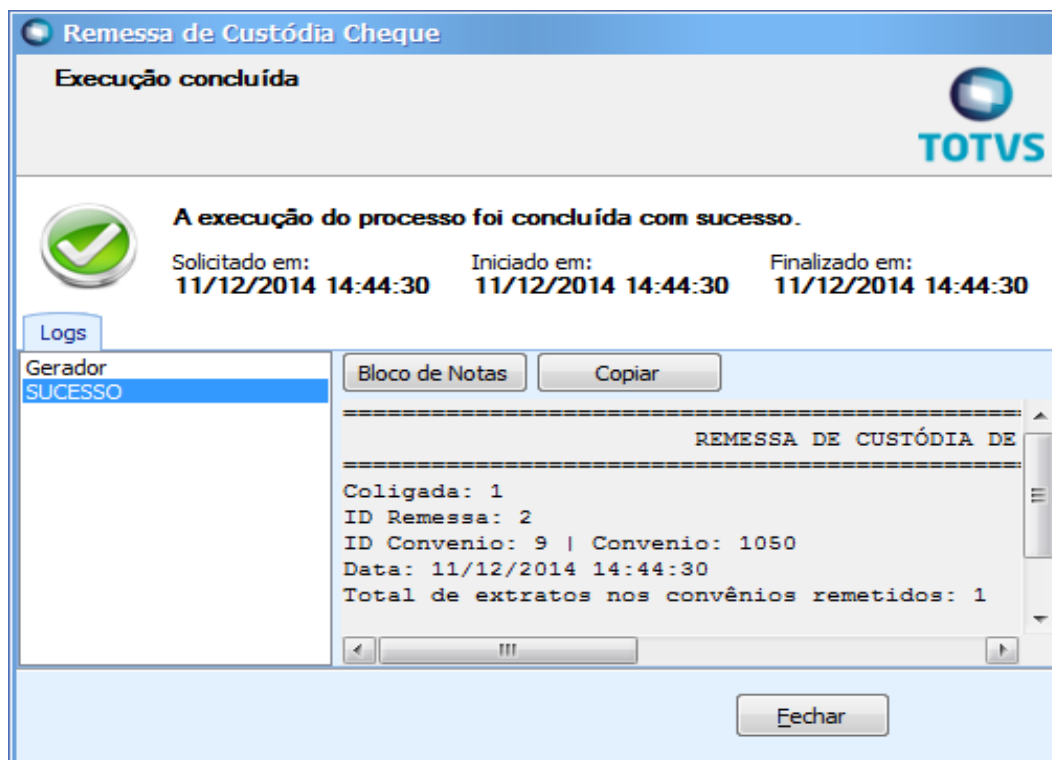 Remessa de Custódia Cheque
Execução concluída
TOTVS
A execução do processo foi concluída com sucesso.
Solicitado em: Iniciado em: Finalizado em:
11/12/2014 14:44:30 11/12/2014 14:44:30 11/12/2014 14:44:30
Logs
Gerador
SUCESSO
Bloco de Notas Copiar
REMESSA DE CUSTÓDIA DE
Coligada: 1
ID Remessa: 2
ID Convenio: 9 | Convenio: 1050
Data: 11/12/2014 14:44:30
Total de extratos nos convênios remetidos: 1
Fechar